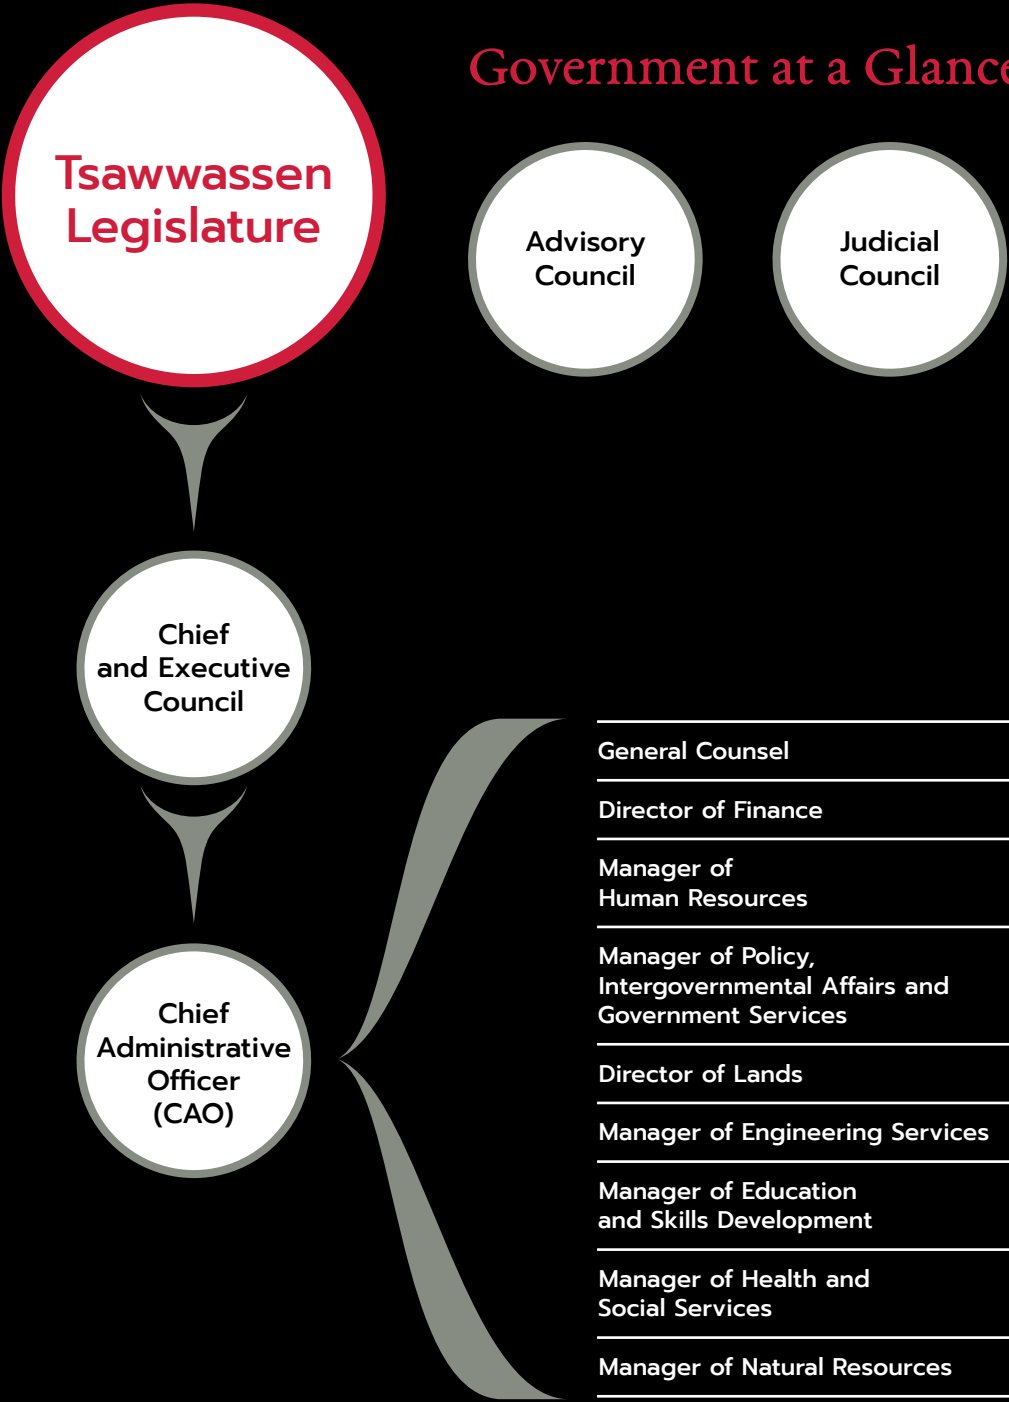 Government at a Glance
Tsawwassen
Legislature
Advisory
Council
Judicial
Council
Chief
and Executive
Council
Chief
Administrative
Officer
(CAO)
General Counsel
Director of Finance
Manager of
Human Resources
Manager of Policy,
Intergovernmental Affairs and
Government Services
Director of Lands
Manager of Engineering Services
Manager of Education
and Skills Development
Manager of Health and
Social Services
Manager of Natural Resources